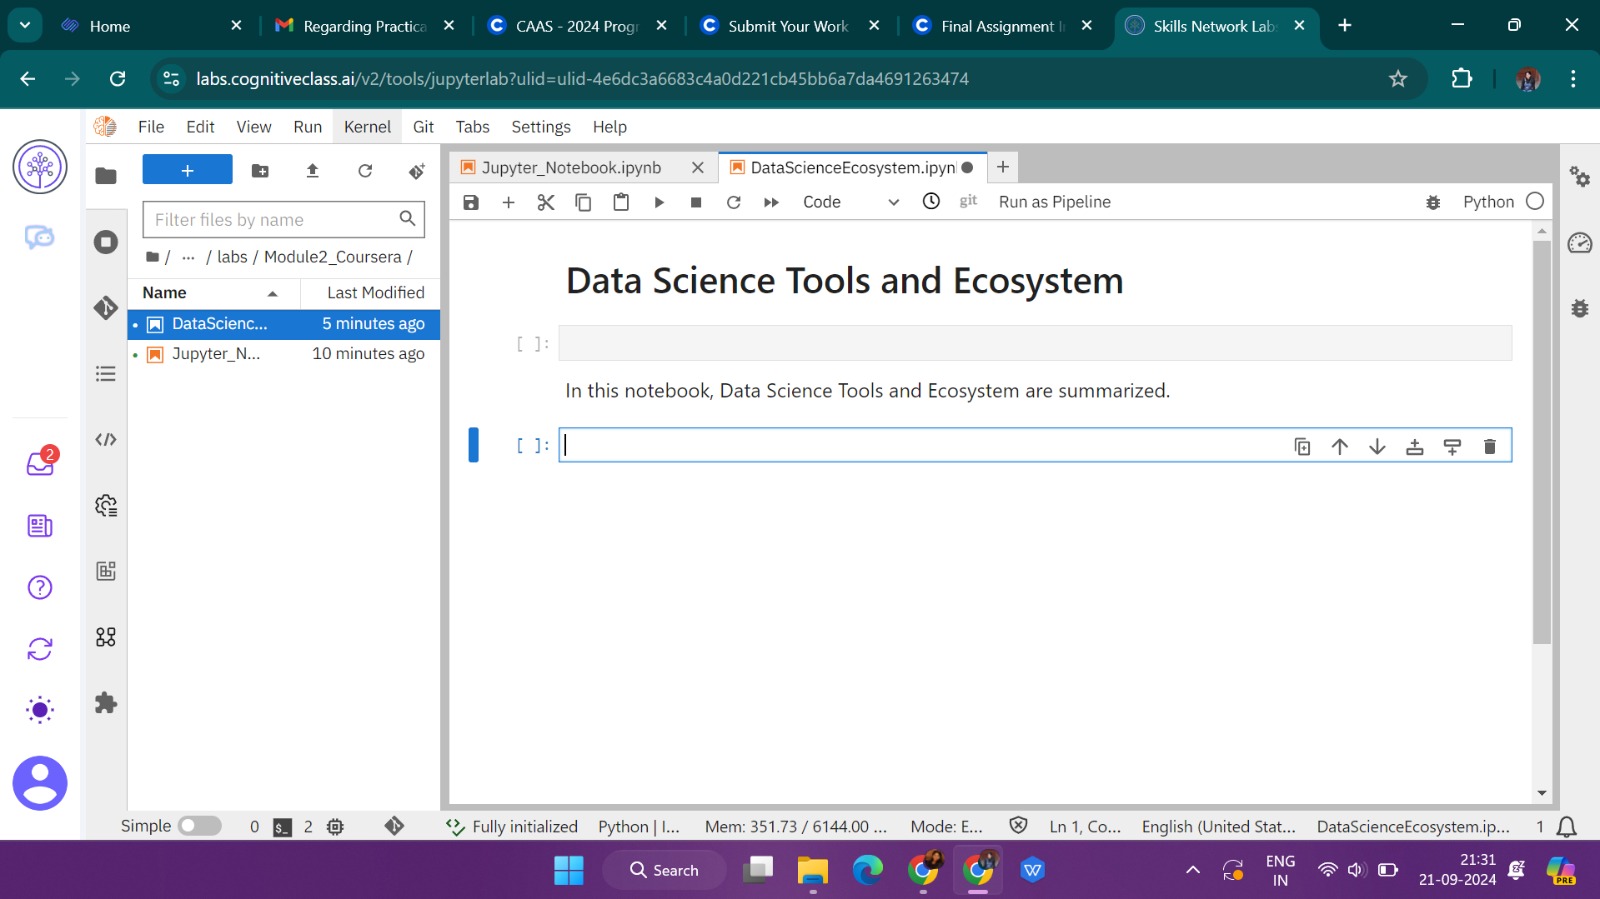 Home
Regarding Practica
CAAS - 2024 Progr
Submit Your Work
Final Assignment I
Skills Network Lab
labs.cognitiveclass.ai/v2/tools/jupyterlab?ulid=ulid-4e6dc3a6683c4a0d221cb45bb6a7da4691263474
File Edit View Run Kernel Git Tabs Settings Help
Jupyter_Notebook.ipynb
DataScienceEcosystem.ipyn
Code
git
Run as Pipeline
Python
Filter files by name
/ ... / labs / Module2_Coursera /
Name Last Modified
DataScienc... 5 minutes ago
Jupyter_N... 10 minutes ago
Data Science Tools and Ecosystem
[ ]:
In this notebook, Data Science Tools and Ecosystem are summarized.
[ ]:
2
Simple 0 $_ 2 Fully initialized Python | I... Mem: 351.73 / 6144.00 ... Mode: E... Ln 1, Co... English (United Stat... DataScienceEcosystem.ip... 1
Search
ENG
IN
21:31
21-09-2024
PRE